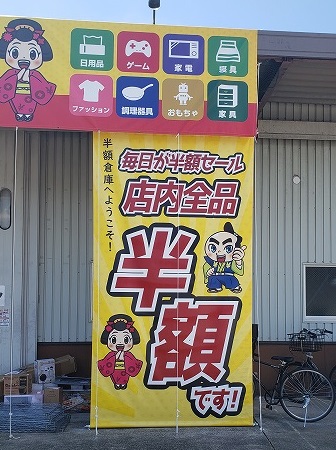 日用品
ゲーム
家電
寝具
ファッション
調理器具
おもちゃ
家具
半額倉庫へようこそ!
毎日が半額セール
店内全品
半額
です!